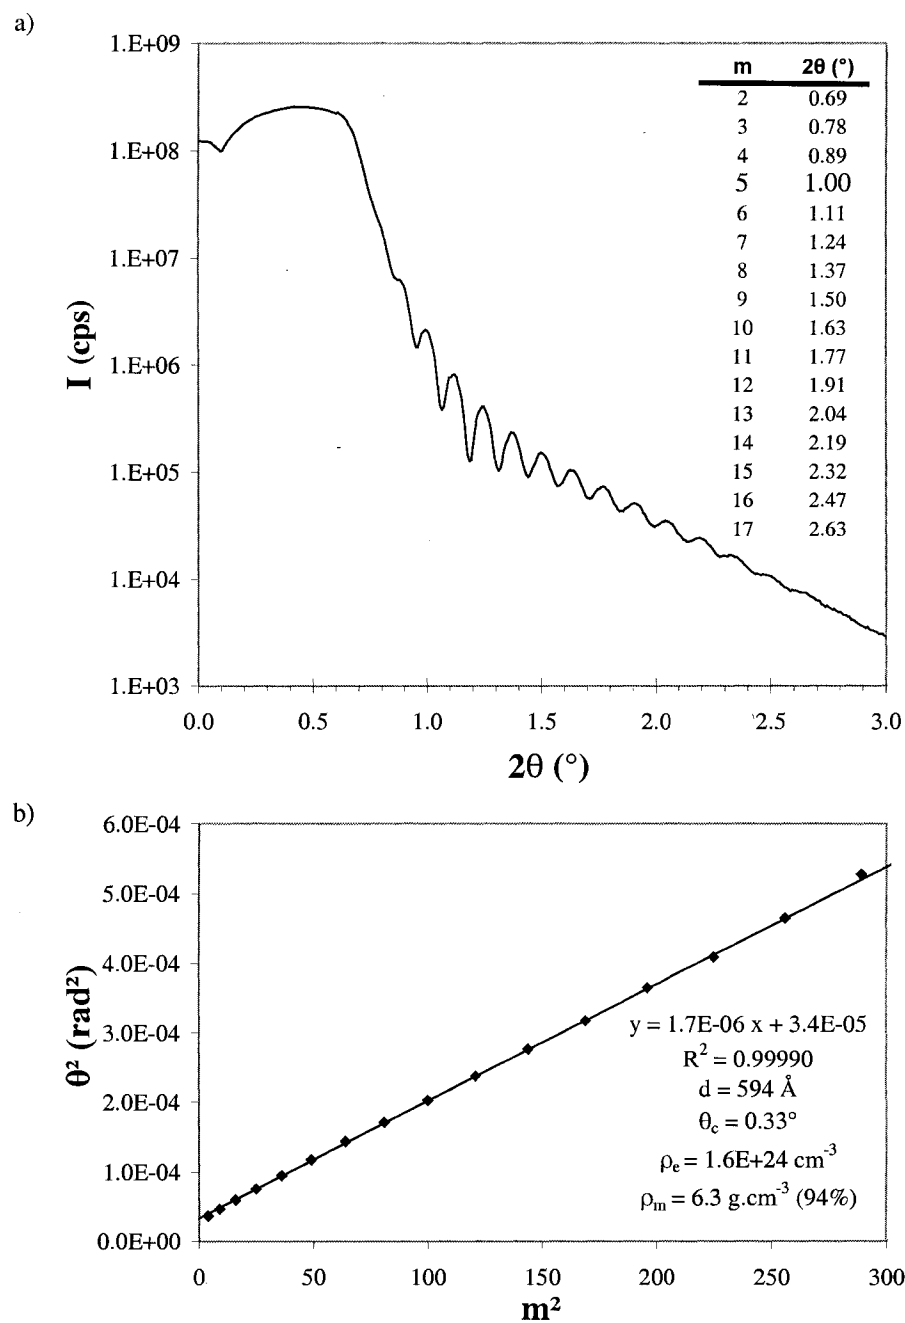 a)
1.E+09
1.E+08
1.E+07
1.E+06
1.E+05
1.E+04
1.E+03
I (cps)
m 2θ (°)
2 0.69
3 0.78
4 0.89
5 1.00
6 1.11
7 1.24
8 1.37
9 1.50
10 1.63
11 1.77
12 1.91
13 2.04
14 2.19
15 2.32
16 2.47
17 2.63
0.0 0.5 1.0 1.5 2.0 2.5 3.0
2θ (°)
b)
6.0E-04
5.0E-04
4.0E-04
3.0E-04
2.0E-04
1.0E-04
0.0E+00
θ² (rad²)
y = 1.7E-06 x + 3.4E-05
R² = 0.99990
d = 594 Å
θc = 0.33°
ρe = 1.6E+24 cm⁻³
ρm = 6.3 g.cm⁻³ (94%)
0 50 100 150 200 250 300
m²